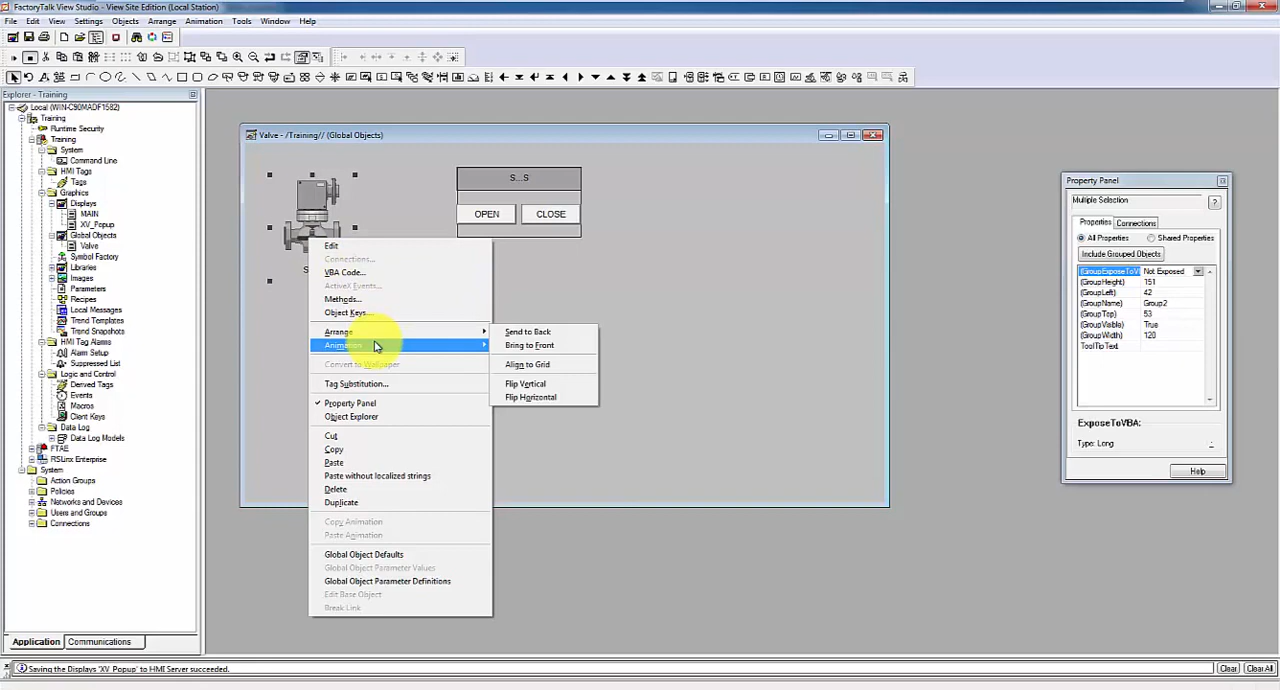 FactoryTalk View Studio - View Site Edition (Local Station)
File Edit View Settings Objects Arrange Animation Tools Window Help
Explorer - Training
Local (WIN-C90MADF1582)
Training
Runtime Security
Training
System
Command Line
HMI Tags
Tags
Graphics
Displays
MAIN
XV_Popup
Global Objects
Valve
Symbol Factory
Libraries
Images
Parameters
Recipes
Local Messages
Trend Templates
Trend Snapshots
HMI Tag Alarms
Alarm Setup
Suppressed List
Logic and Control
Derived Tags
Events
Macros
Client Keys
Data Log
Data Log Models
FTAE
RSLinx Enterprise
System
Action Groups
Policies
Networks and Devices
Users and Groups
Connections
Application Communications
Valve - /Training// (Global Objects)
S...S
OPEN CLOSE
S
Edit
Connections...
VBA Code...
ActiveX Events...
Methods...
Object Keys...
Arrange
Animation
Convert to Wallpaper
Tag Substitution...
Property Panel
Object Explorer
Cut
Copy
Paste
Paste without localized strings
Delete
Duplicate
Copy Animation
Paste Animation
Global Object Defaults
Global Object Parameter Values
Global Object Parameter Definitions
Edit Base Object
Break Link
Send to Back
Bring to Front
Align to Grid
Flip Vertical
Flip Horizontal
Property Panel
Multiple Selection ?
Properties Connections
All Properties Shared Properties
Include Grouped Objects
(GroupExposeToV Not Exposed
(GroupHeight) 151
(GroupLeft) 42
(GroupName) Group2
(GroupTop) 53
(GroupVisible) True
(GroupWidth) 120
ToolTipText
ExposeToVBA:
Type: Long
Help
Saving the Displays 'XV_Popup' to HMI Server succeeded. Clear Clear All